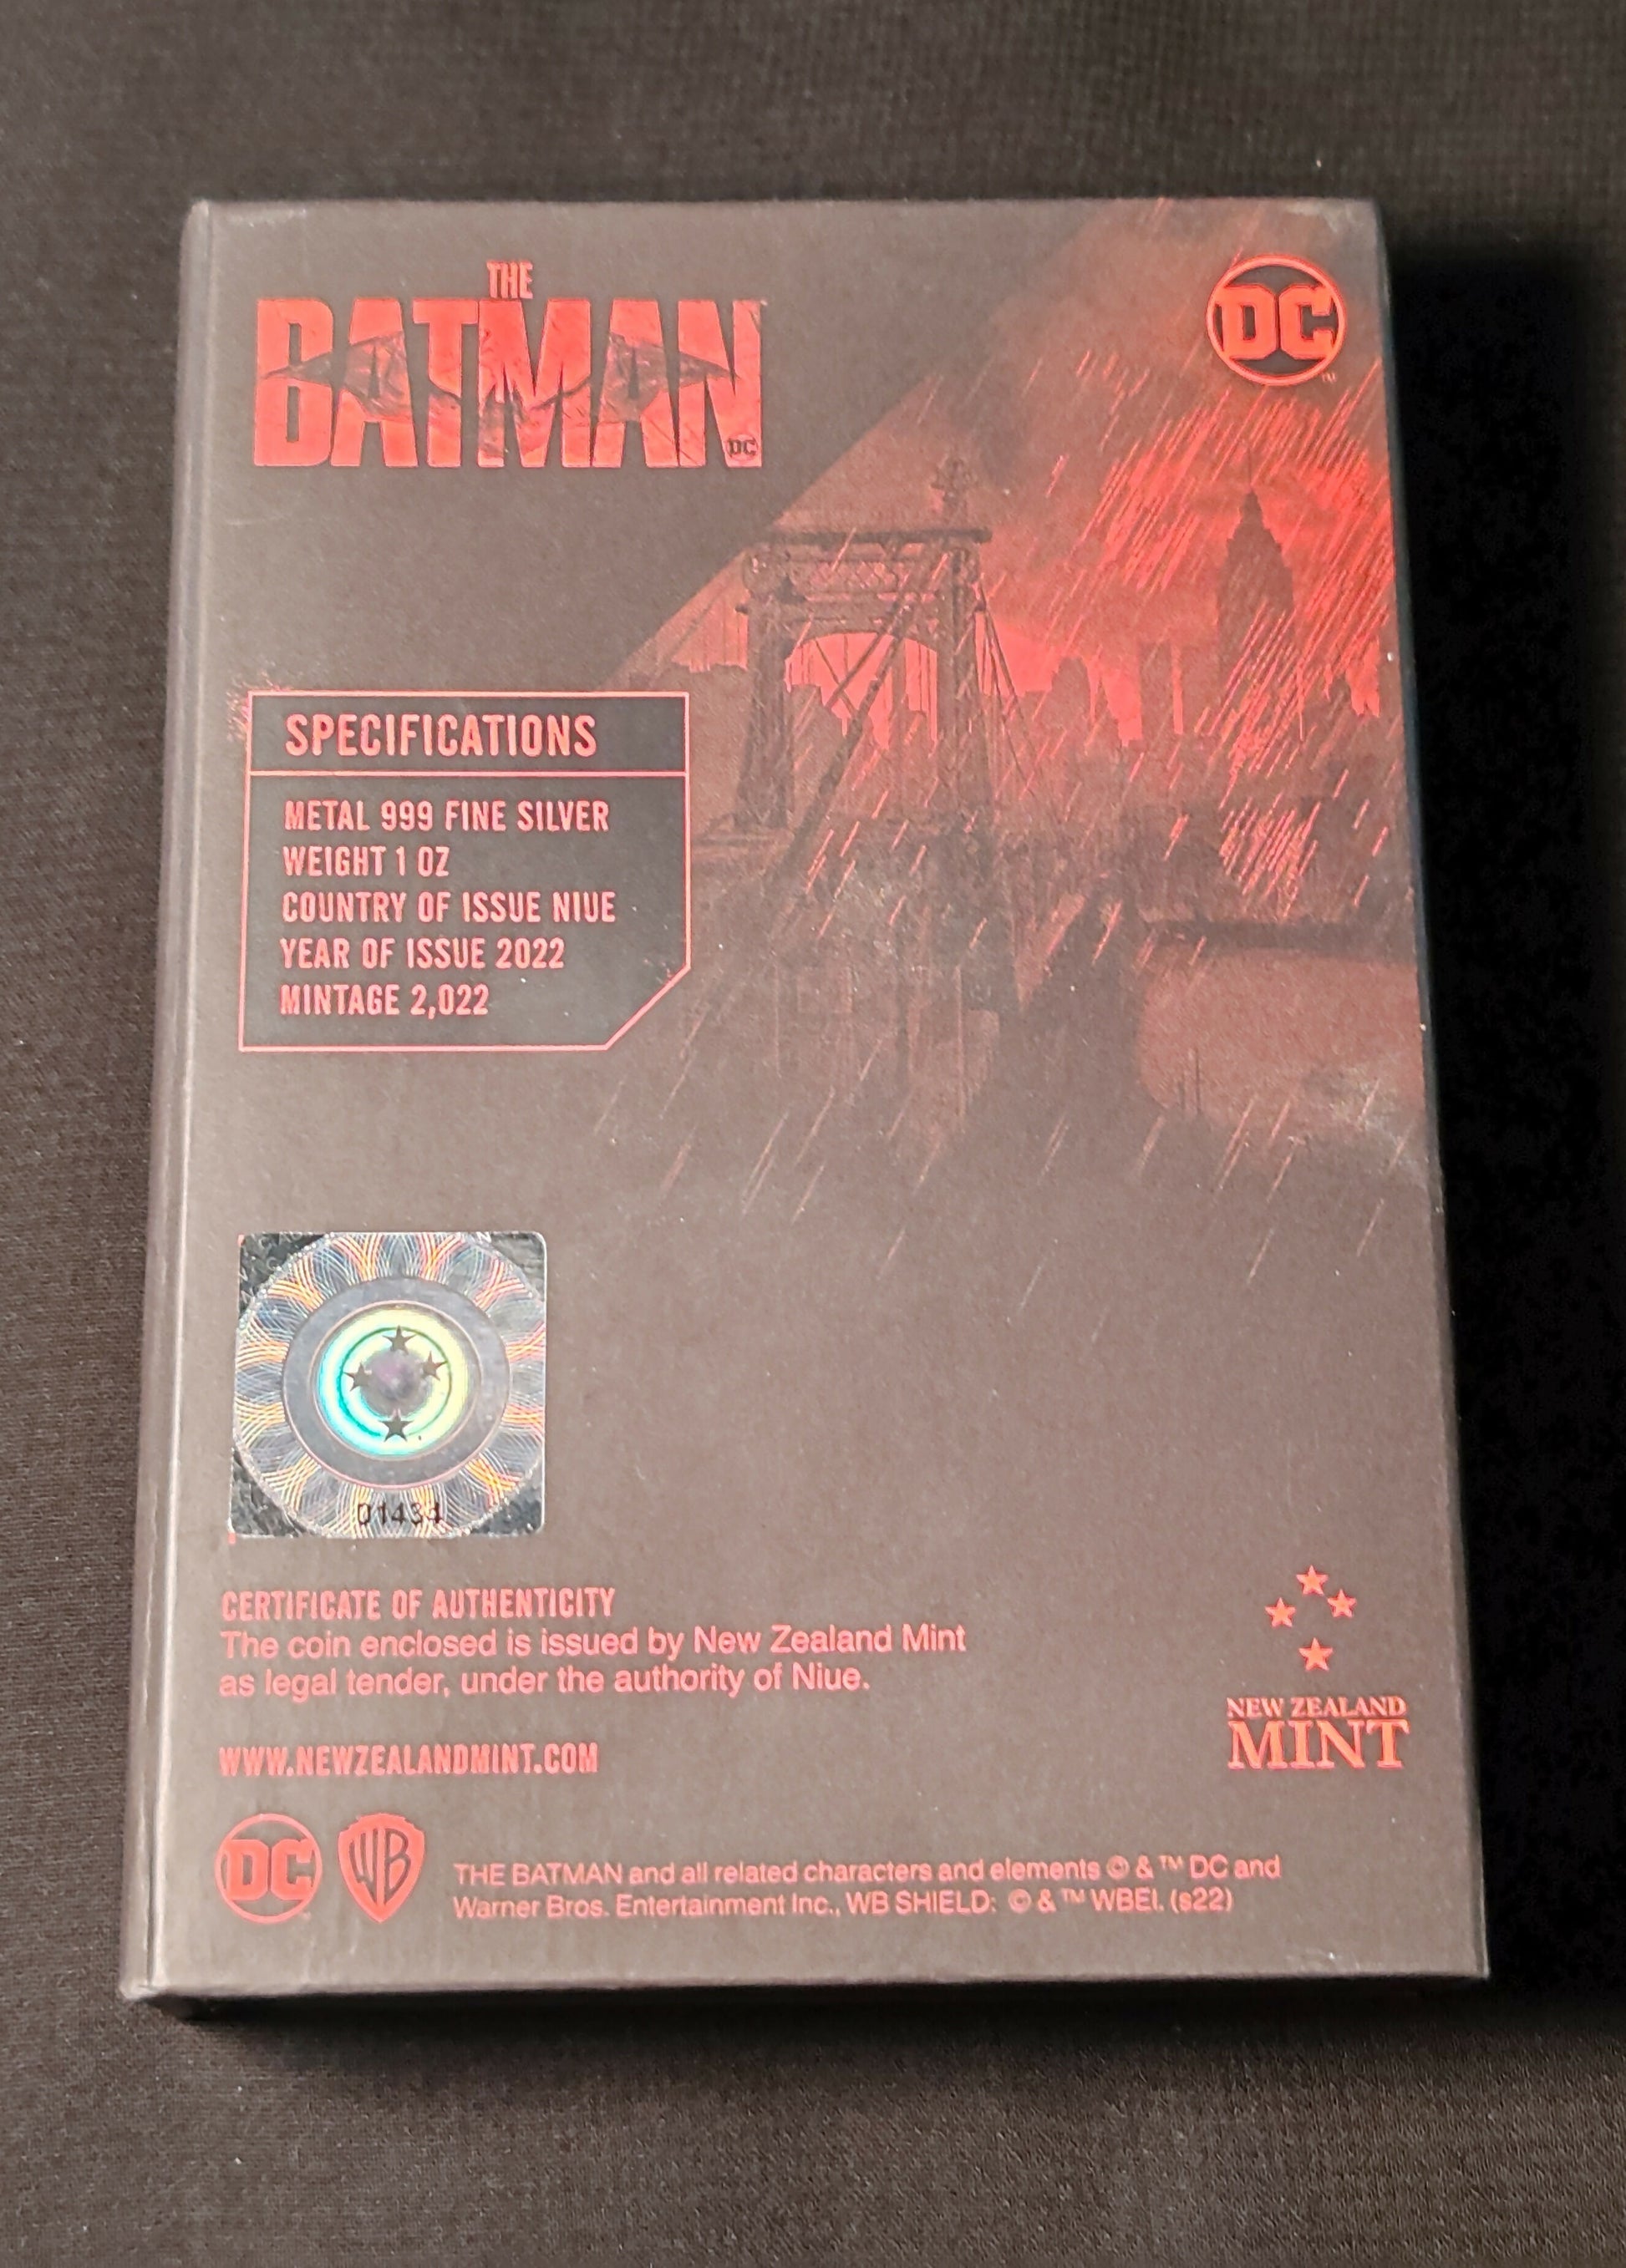 THE
BATMAN
DC
DC
TM
SPECIFICATIONS
METAL 999 FINE SILVER
WEIGHT 1 OZ
COUNTRY OF ISSUE NIUE
YEAR OF ISSUE 2022
MINTAGE 2,022
01434
CERTIFICATE OF AUTHENTICITY
The coin enclosed is issued by New Zealand Mint
as legal tender, under the authority of Niue.
WWW.NEWZEALANDMINT.COM
NEW ZEALAND
MINT
DC
WB
THE BATMAN and all related characters and elements © & ™ DC and
Warner Bros. Entertainment Inc., WB SHIELD: © & ™ WBEI. (s22)